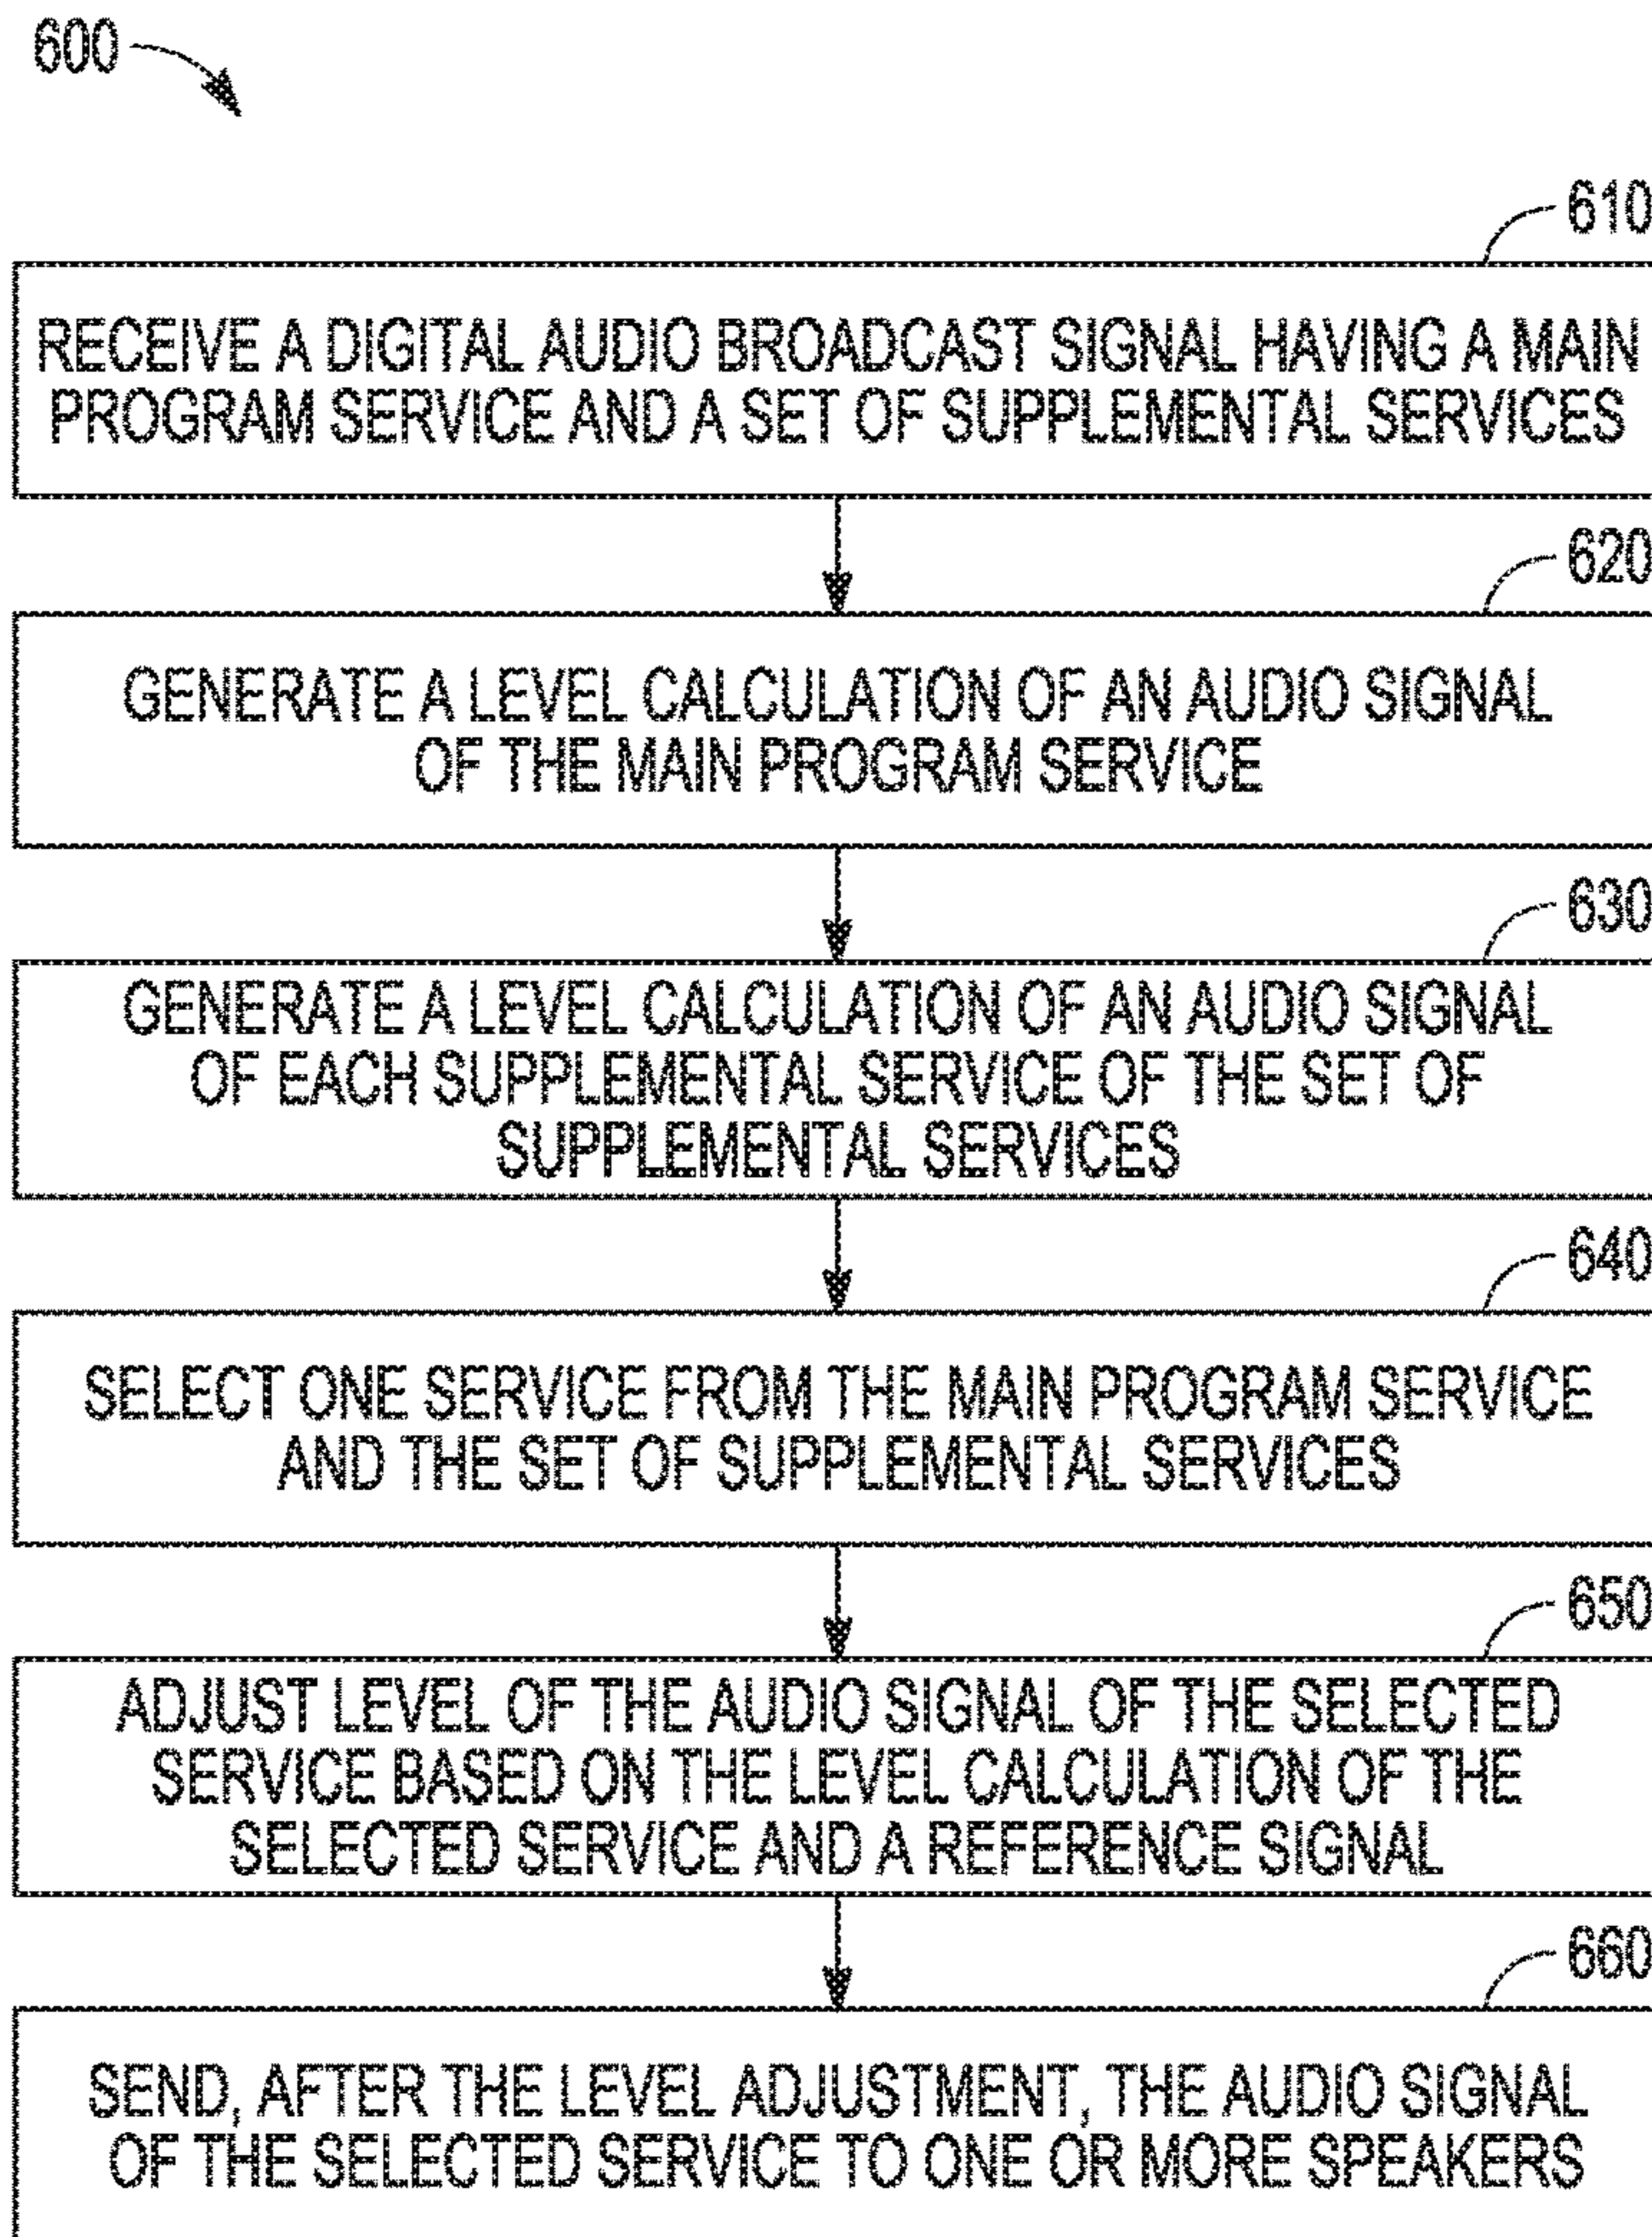 600
610
RECEIVE A DIGITAL AUDIO BROADCAST SIGNAL HAVING A MAIN
PROGRAM SERVICE AND A SET OF SUPPLEMENTAL SERVICES
620
GENERATE A LEVEL CALCULATION OF AN AUDIO SIGNAL
OF THE MAIN PROGRAM SERVICE
630
GENERATE A LEVEL CALCULATION OF AN AUDIO SIGNAL
OF EACH SUPPLEMENTAL SERVICE OF THE SET OF
SUPPLEMENTAL SERVICES
640
SELECT ONE SERVICE FROM THE MAIN PROGRAM SERVICE
AND THE SET OF SUPPLEMENTAL SERVICES
650
ADJUST LEVEL OF THE AUDIO SIGNAL OF THE SELECTED
SERVICE BASED ON THE LEVEL CALCULATION OF THE
SELECTED SERVICE AND A REFERENCE SIGNAL
660
SEND, AFTER THE LEVEL ADJUSTMENT, THE AUDIO SIGNAL
OF THE SELECTED SERVICE TO ONE OR MORE SPEAKERS